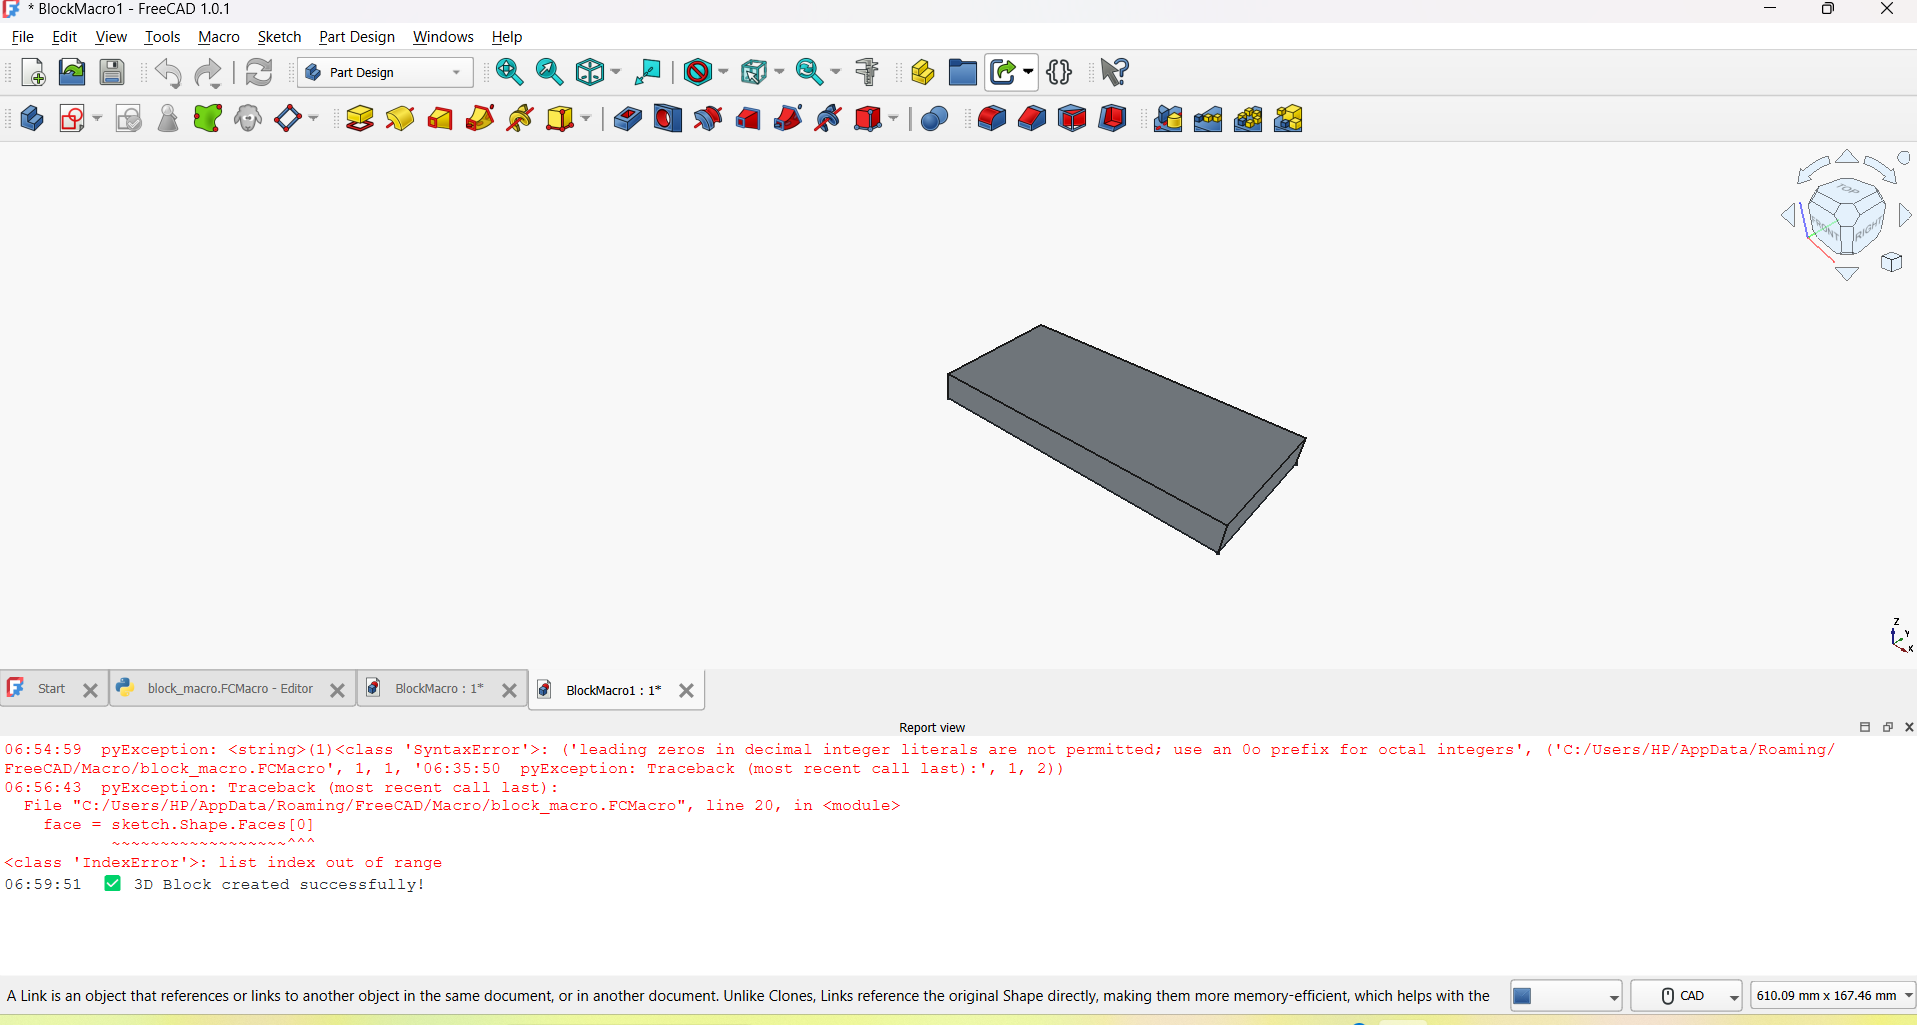 * BlockMacro1 - FreeCAD 1.0.1
File Edit View Tools Macro Sketch Part Design Windows Help
Part Design
TOP
FRONT RIGHT
Z
Y
X
Start block_macro.FCMacro - Editor BlockMacro : 1* BlockMacro1 : 1*
Report view
06:54:59 pyException: <string>(1)<class 'SyntaxError'>: ('leading zeros in decimal integer literals are not permitted; use an 0o prefix for octal integers', ('C:/Users/HP/AppData/Roaming/
FreeCAD/Macro/block_macro.FCMacro', 1, 1, '06:35:50 pyException: Traceback (most recent call last):', 1, 2))
06:56:43 pyException: Traceback (most recent call last):
File "C:/Users/HP/AppData/Roaming/FreeCAD/Macro/block_macro.FCMacro", line 20, in <module>
face = sketch.Shape.Faces[0]
~~~~~~~~~~~~~~~~~~^^^
<class 'IndexError'>: list index out of range
06:59:51 ✅ 3D Block created successfully!
A Link is an object that references or links to another object in the same document, or in another document. Unlike Clones, Links reference the original Shape directly, making them more memory-efficient, which helps with the
CAD
610.09 mm x 167.46 mm